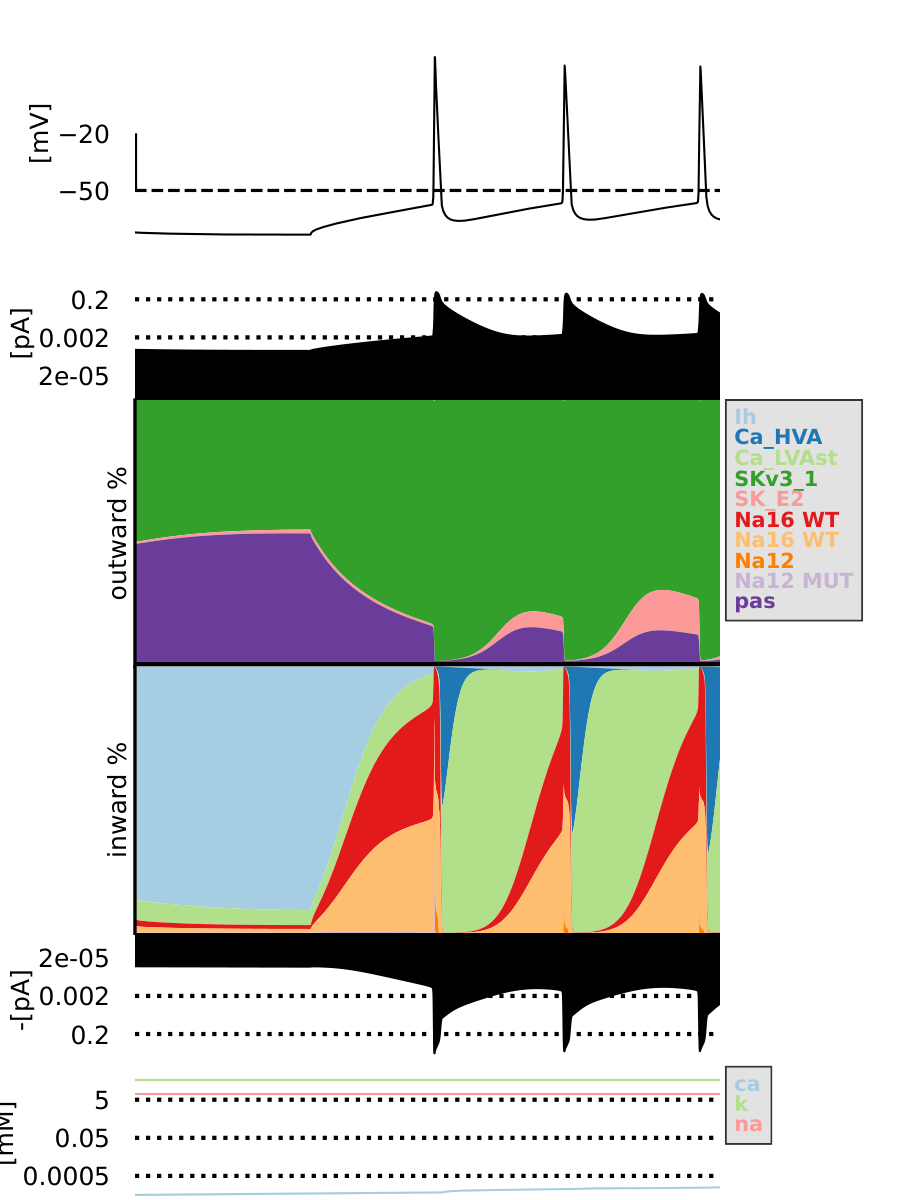 [mV]
−20
−50
[pA]
0.2
0.002
2e-05
outward %
Ih
Ca_HVA
Ca_LVAst
SKv3_1
SK_E2
Na16 WT
Na16 WT
Na12
Na12 MUT
pas
inward %
-[pA]
2e-05
0.002
0.2
[mM]
5
0.05
0.0005
ca
k
na